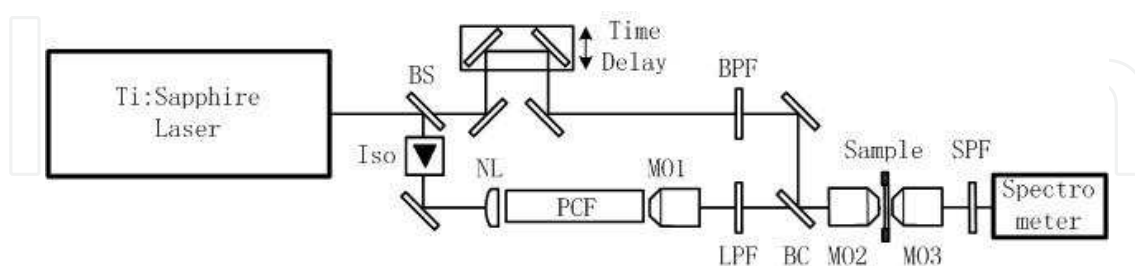 Time
Delay
BS
BPF
Ti:Sapphire
Laser
Iso
NL
MO1
Sample
SPF
PCF
Spectro
meter
LPF
BC
MO2
MO3